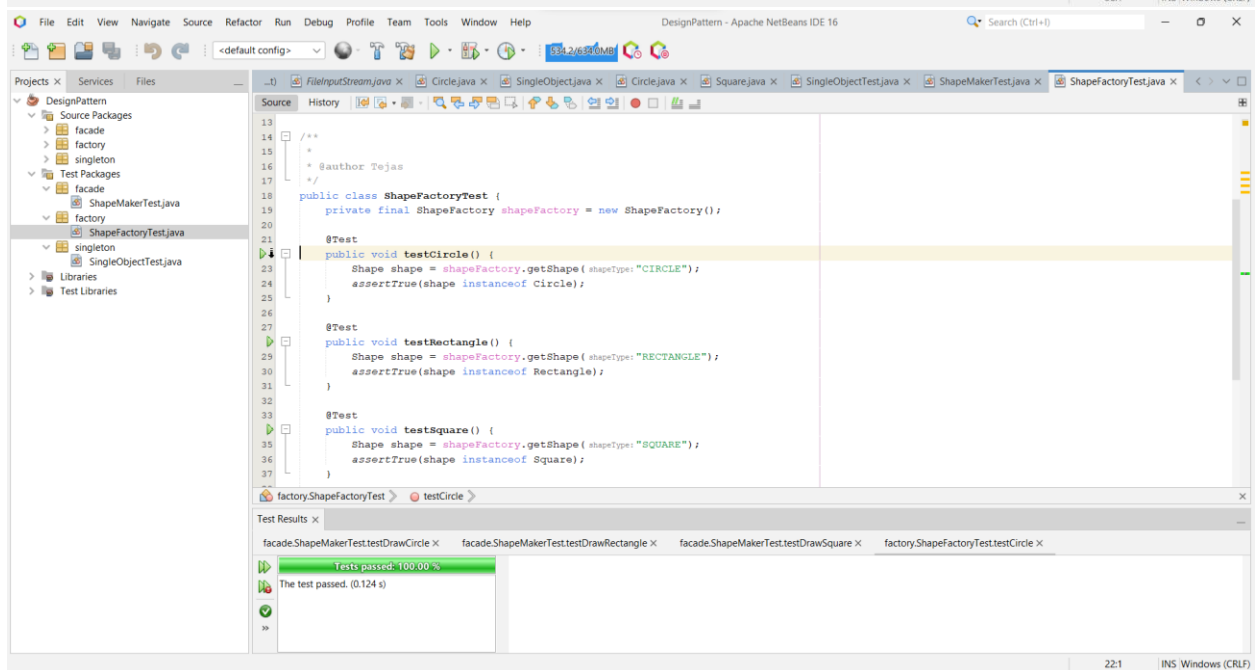 INS Windows (CRLF)
File Edit View Navigate Source Refactor Run Debug Profile Team Tools Window Help
DesignPattern - Apache NetBeans IDE 16
Search (Ctrl+I)
<default config>
Projects Services Files
...t) FileInputStream.java Circle.java SingleObject.java Circle.java Square.java SingleObjectTest.java ShapeMakerTest.java ShapeFactoryTest.java
DesignPattern
Source Packages
facade
factory
singleton
Test Packages
facade
ShapeMakerTest.java
factory
ShapeFactoryTest.java
singleton
SingleObjectTest.java
Libraries
Test Libraries
Source History
13
14 /**
15 *
16 * @author Tejas
17 */
18 public class ShapeFactoryTest {
19 private final ShapeFactory shapeFactory = new ShapeFactory();
20
21 @Test
public void testCircle() {
23 Shape shape = shapeFactory.getShape( shapeType: "CIRCLE");
24 assertTrue(shape instanceof Circle);
25 }
26
27 @Test
public void testRectangle() {
29 Shape shape = shapeFactory.getShape( shapeType: "RECTANGLE");
30 assertTrue(shape instanceof Rectangle);
31 }
32
33 @Test
public void testSquare() {
35 Shape shape = shapeFactory.getShape( shapeType: "SQUARE");
36 assertTrue(shape instanceof Square);
37 }
factory.ShapeFactoryTest testCircle
Test Results
facade.ShapeMakerTest.testDrawCircle facade.ShapeMakerTest.testDrawRectangle facade.ShapeMakerTest.testDrawSquare factory.ShapeFactoryTest.testCircle
Tests passed: 100.00 %
The test passed. (0.124 s)
22:1 INS Windows (CRLF)